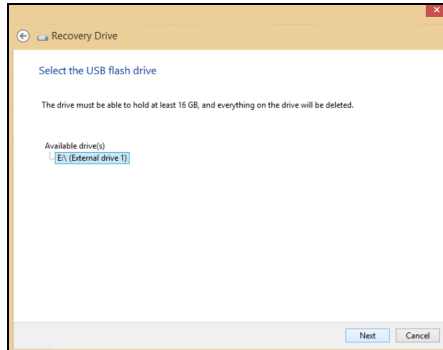 Recovery Drive
Select the USB flash drive
The drive must be able to hold at least 16 GB, and everything on the drive will be deleted.
Available drive(s)
E:\ (External drive 1)
Next Cancel